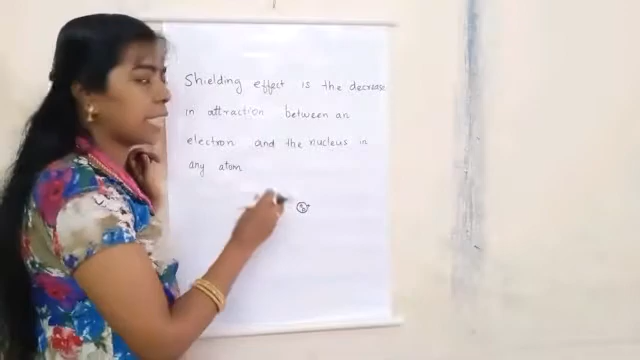 Shielding effect is the decrease
in attraction between an
electron and the nucleus in
any atom